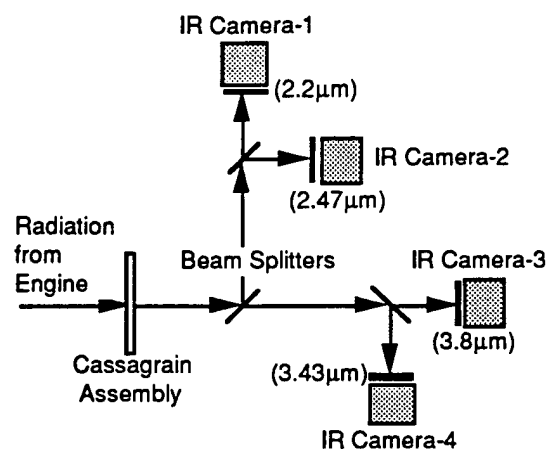 IR Camera-1
(2.2µm)
IR Camera-2
(2.47µm)
Radiation
from
Engine
Beam Splitters
IR Camera-3
(3.8µm)
Cassagrain
Assembly
(3.43µm)
IR Camera-4